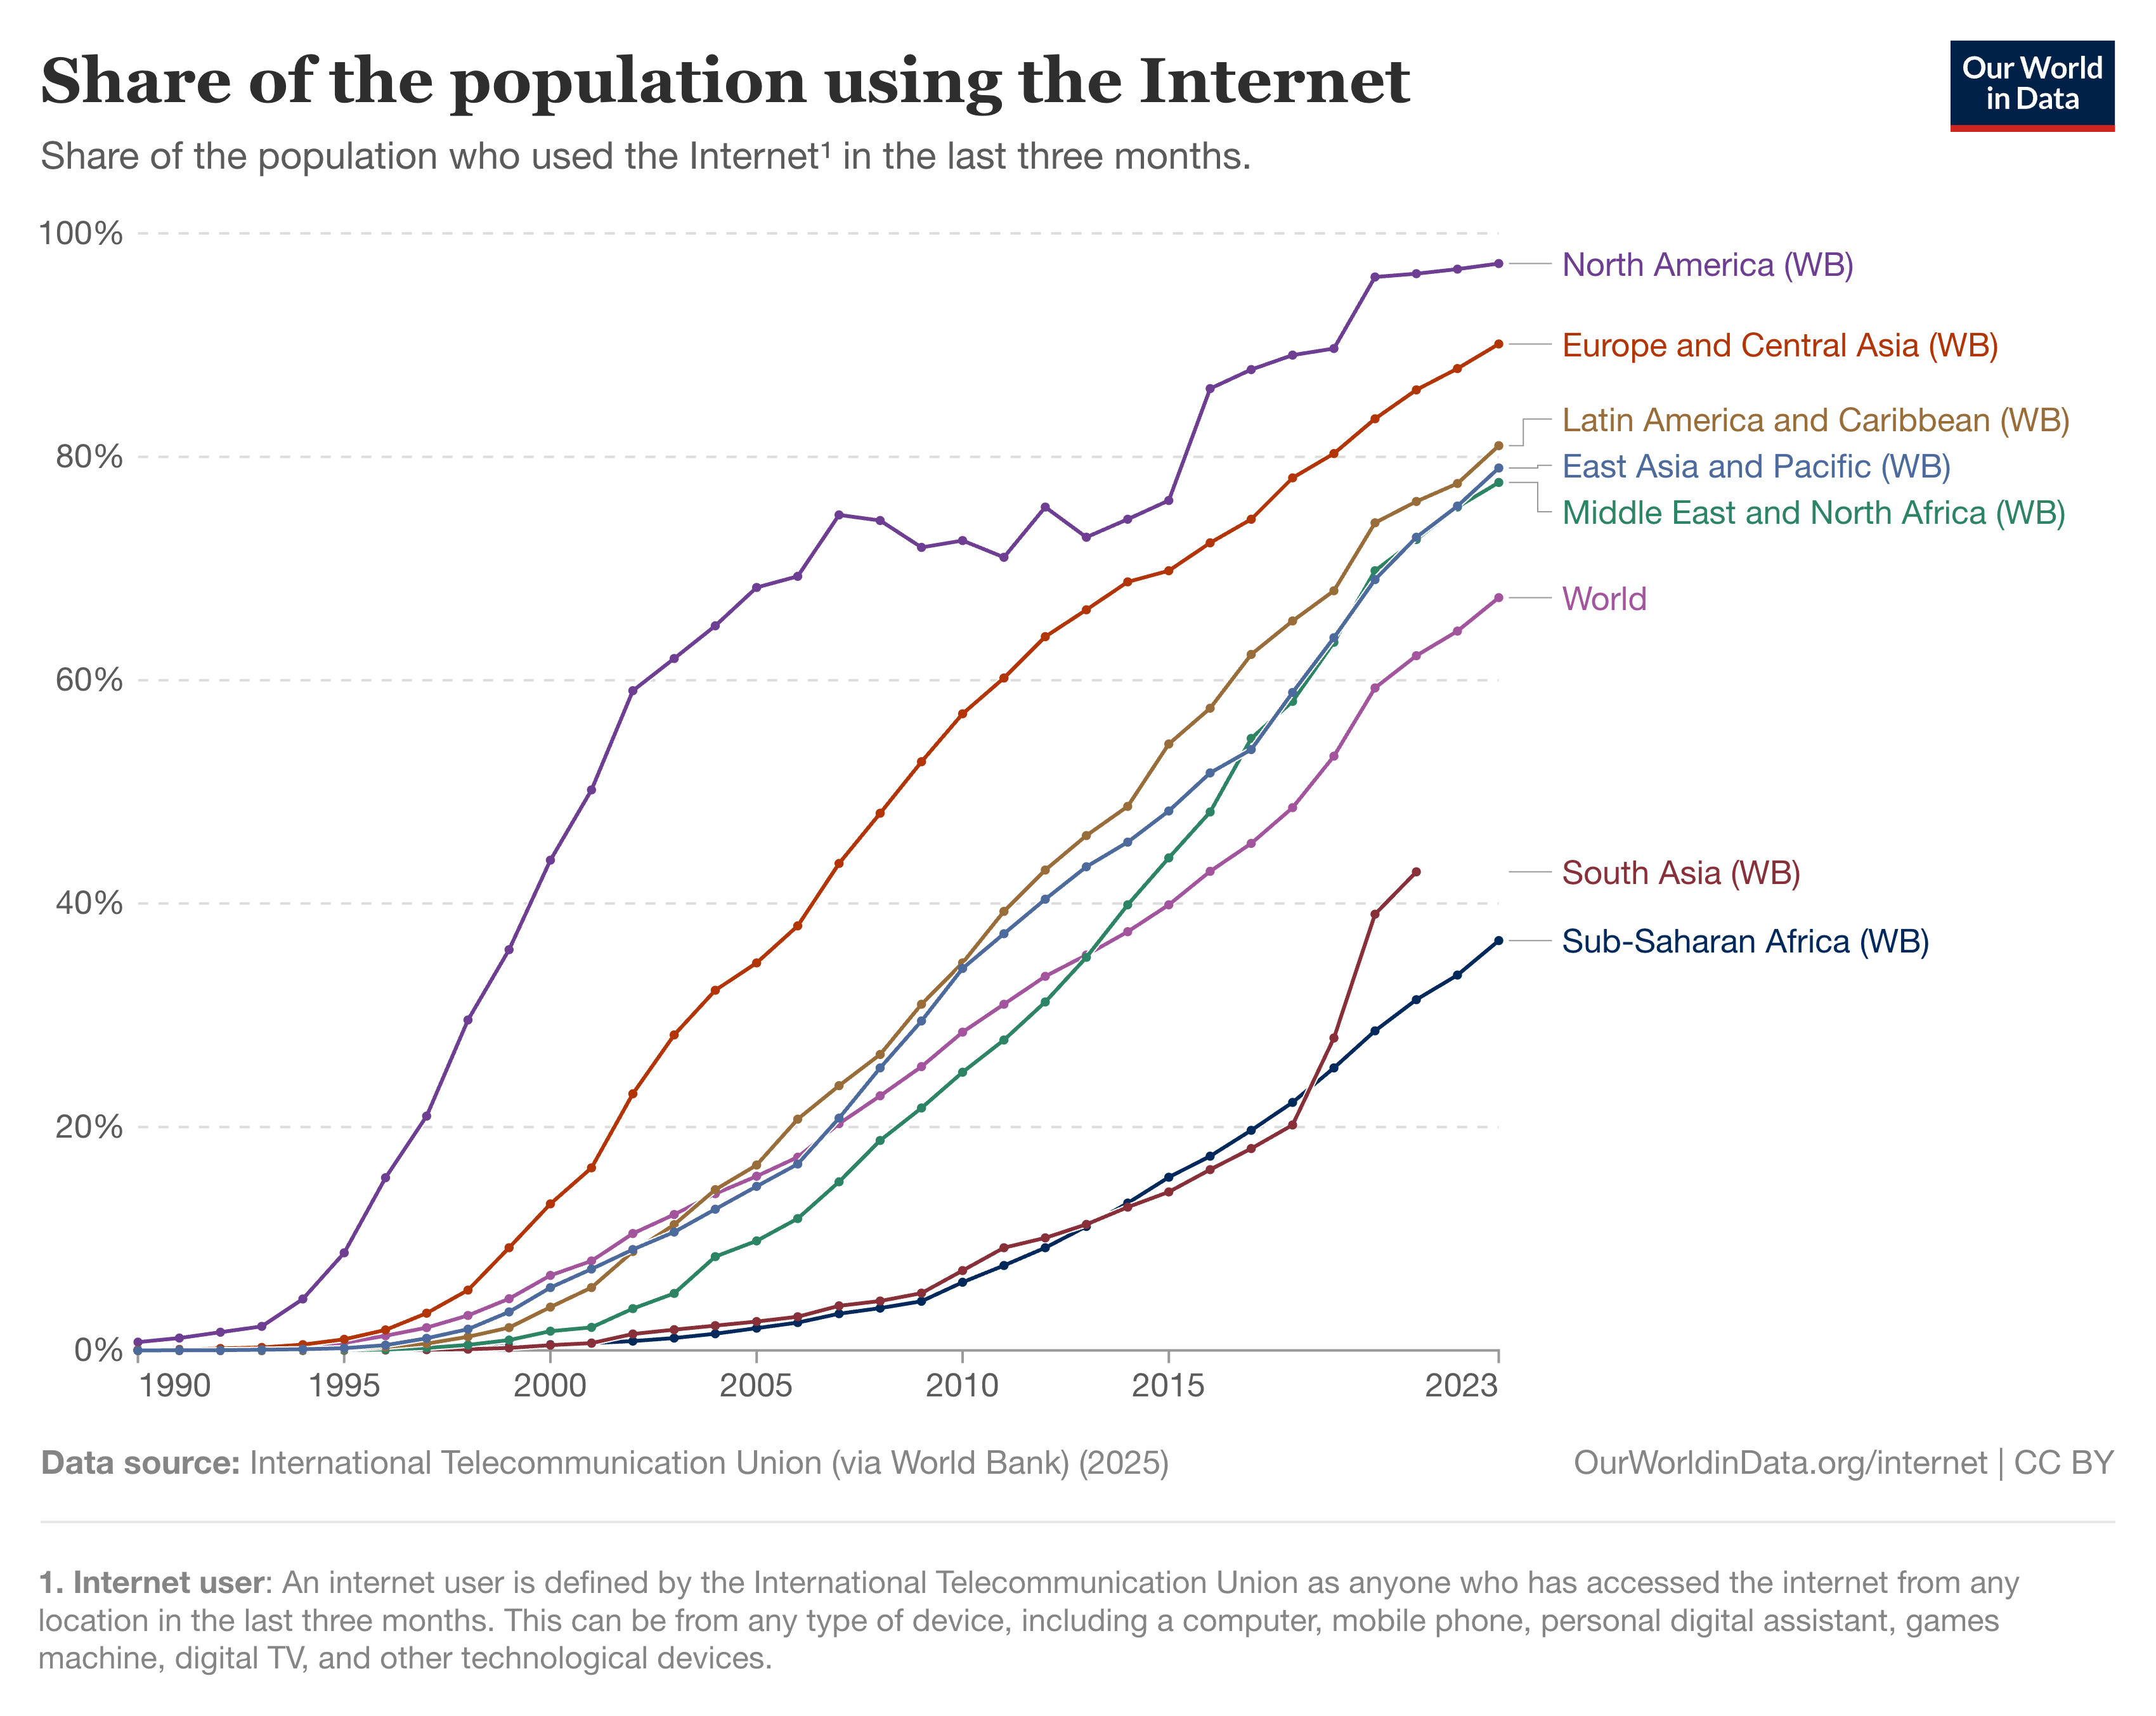 Share of the population using the Internet
Our World
in Data
Share of the population who used the Internet¹ in the last three months.
100%
80%
60%
40%
20%
0%
North America (WB)
Europe and Central Asia (WB)
Latin America and Caribbean (WB)
East Asia and Pacific (WB)
Middle East and North Africa (WB)
World
South Asia (WB)
Sub-Saharan Africa (WB)
1990 1995 2000 2005 2010 2015 2023
Data source: International Telecommunication Union (via World Bank) (2025)
OurWorldinData.org/internet | CC BY
1. Internet user: An internet user is defined by the International Telecommunication Union as anyone who has accessed the internet from any
location in the last three months. This can be from any type of device, including a computer, mobile phone, personal digital assistant, games
machine, digital TV, and other technological devices.